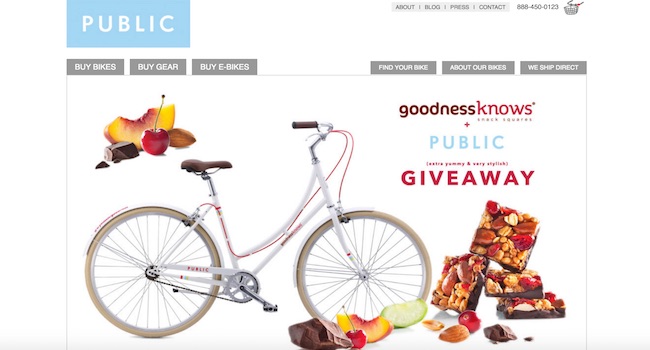 PUBLIC
ABOUT | BLOG | PRESS | CONTACT 888-450-0123
BUY BIKES BUY GEAR BUY E-BIKES FIND YOUR BIKE ABOUT OUR BIKES WE SHIP DIRECT
goodnessknows®
snack squares
+
PUBLIC
(extra yummy & very stylish)
GIVEAWAY
goodnessknows
PUBLIC